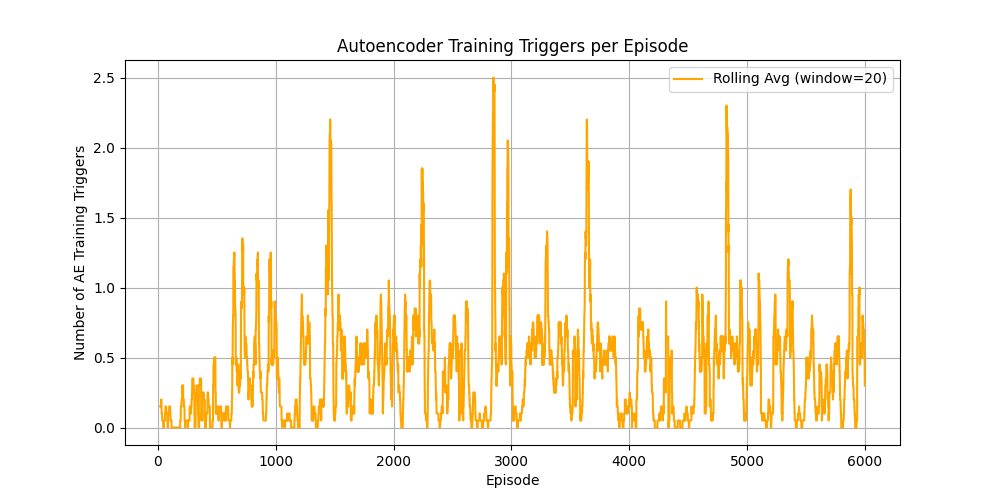 Autoencoder Training Triggers per Episode
Rolling Avg (window=20)
Number of AE Training Triggers
2.5
2.0
1.5
1.0
0.5
0.0
0 1000 2000 3000 4000 5000 6000
Episode